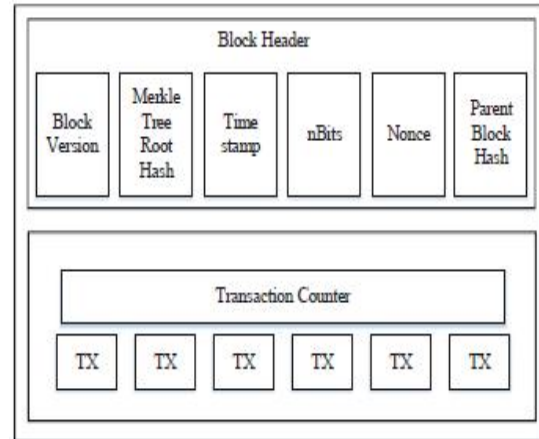 Block Header
Block
Version
Merkle
Tree
Root
Hash
Time
stamp
nBits
Nonce
Parent
Block
Hash
Transaction Counter
TX TX TX TX TX TX